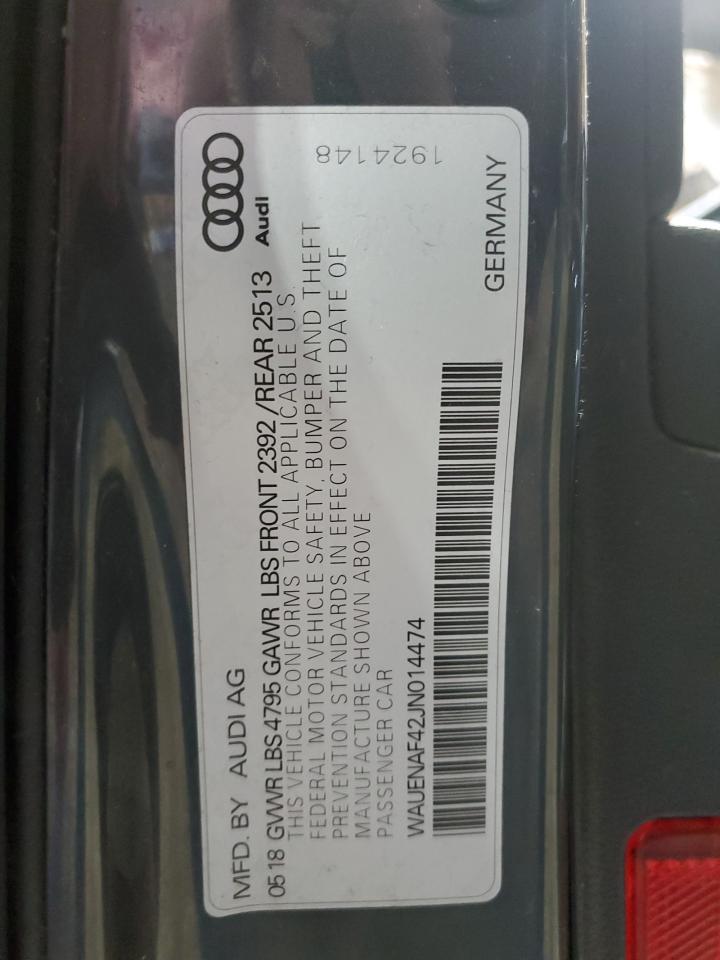 MFD. BY AUDI AG
Audi
0518 GVWR LBS 4795 GAWR LBS FRONT 2392 /REAR 2513
THIS VEHICLE CONFORMS TO ALL APPLICABLE U.S.
FEDERAL MOTOR VEHICLE SAFETY, BUMPER AND THEFT
PREVENTION STANDARDS IN EFFECT ON THE DATE OF
MANUFACTURE SHOWN ABOVE
PASSENGER CAR
1924148
WAUENAF42JN014474
GERMANY